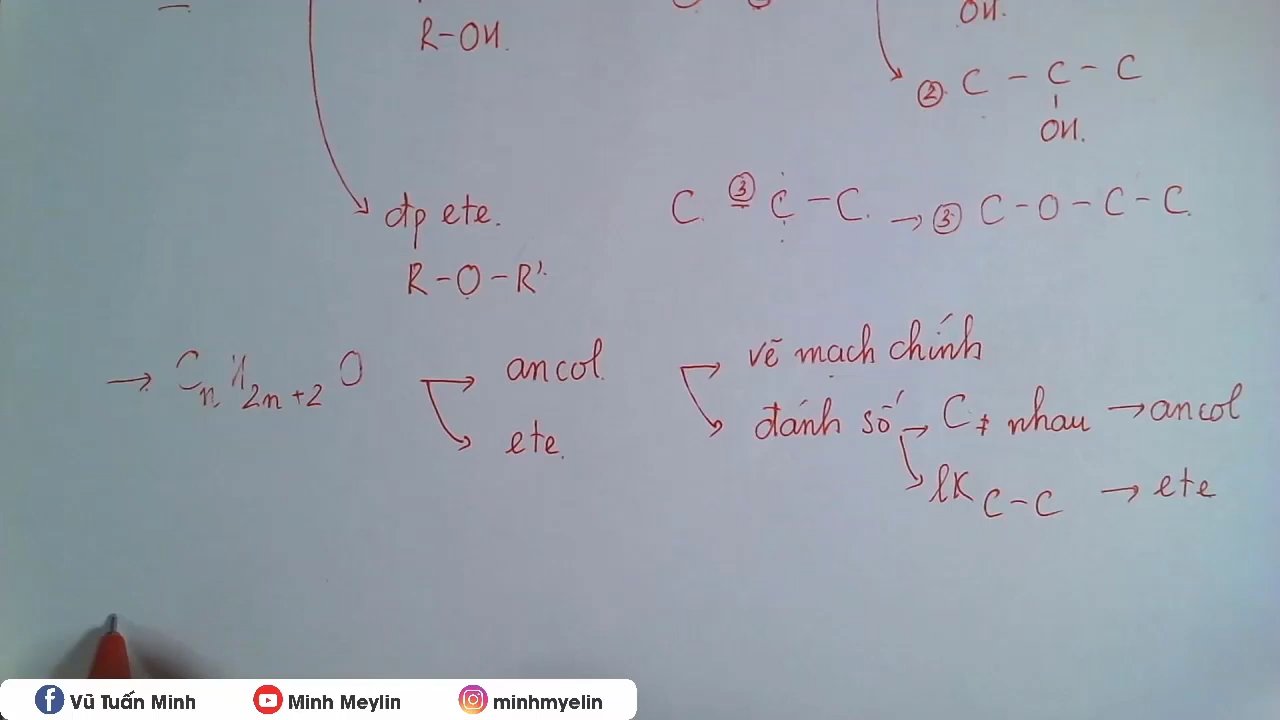 R-OH.
OH.
② C - C - C
OH.
đp ete.
R-O-R'.
C. ③ C - C. → ③ C-O-C-C.
→ CnH2n+2O → ancol → vẽ mạch chính
ete. đánh số → C ≠ nhau → ancol
lk C-C → ete
Vũ Tuấn Minh Minh Meylin minhmyelin